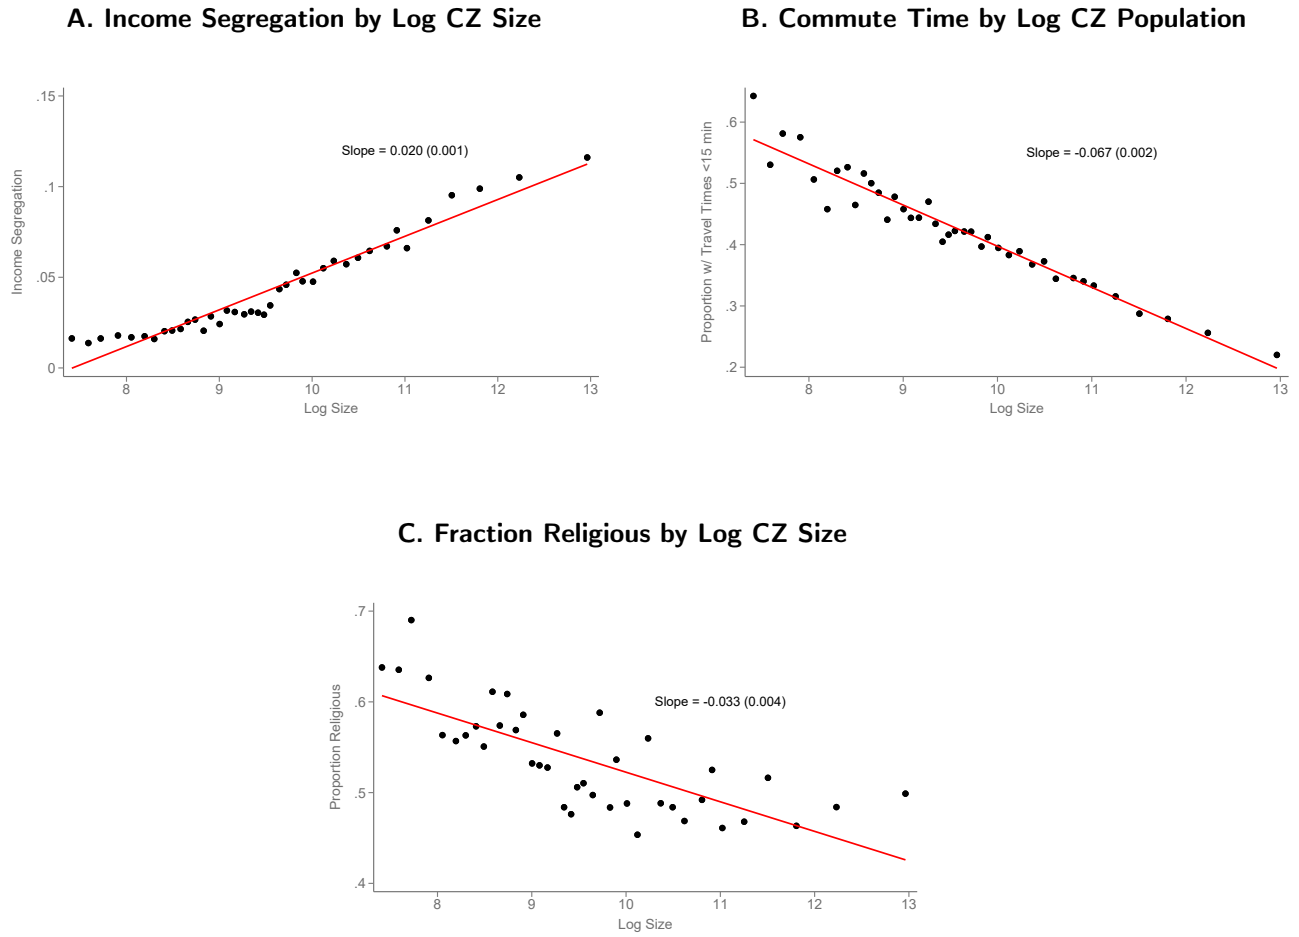 A. Income Segregation by Log CZ Size
.15
.1
.05
0
Income Segregation
Slope = 0.020 (0.001)
8 9 10 11 12 13
Log Size
B. Commute Time by Log CZ Population
.6
.5
.4
.3
.2
Proportion w/ Travel Times <15 min
Slope = -0.067 (0.002)
8 9 10 11 12 13
Log Size
C. Fraction Religious by Log CZ Size
.7
.6
.5
.4
Proportion Religious
Slope = -0.033 (0.004)
8 9 10 11 12 13
Log Size